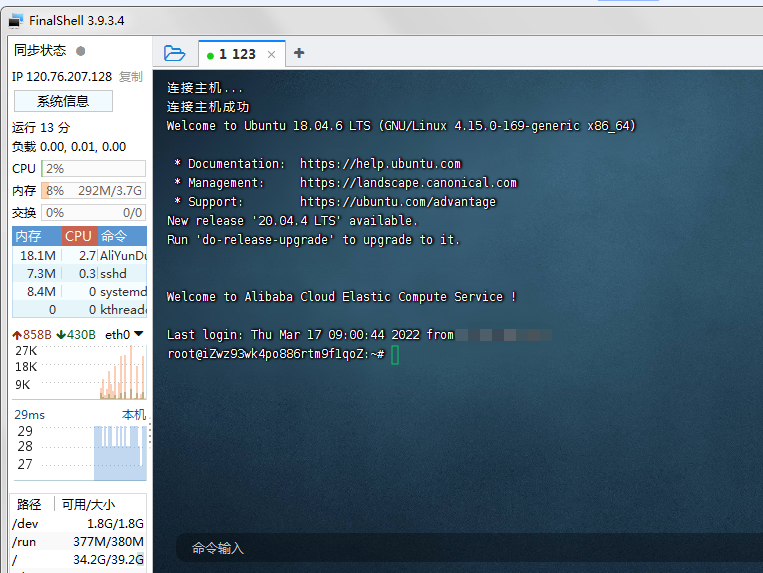 FinalShell 3.9.3.4
同步状态
IP 120.76.207.128 复制
系统信息
运行 13 分
负载 0.00, 0.01, 0.00
CPU 2%
内存 8% 292M/3.7G
交换 0% 0/0
内存 CPU 命令
18.1M 2.7 AliYunDu
7.3M 0.3 sshd
8.4M 0 systemd
0 0 kthread
858B 430B eth0
27K
18K
9K
29ms 本机
29
28
27
路径 可用/大小
/dev 1.8G/1.8G
/run 377M/380M
/ 34.2G/39.2G
1 123
连接主机...
连接主机成功
Welcome to Ubuntu 18.04.6 LTS (GNU/Linux 4.15.0-169-generic x86_64)
* Documentation: https://help.ubuntu.com
* Management: https://landscape.canonical.com
* Support: https://ubuntu.com/advantage
New release '20.04.4 LTS' available.
Run 'do-release-upgrade' to upgrade to it.
Welcome to Alibaba Cloud Elastic Compute Service !
Last login: Thu Mar 17 09:00:44 2022 from
root@iZwz93wk4po886rtm9f1qoZ:~#
命令输入